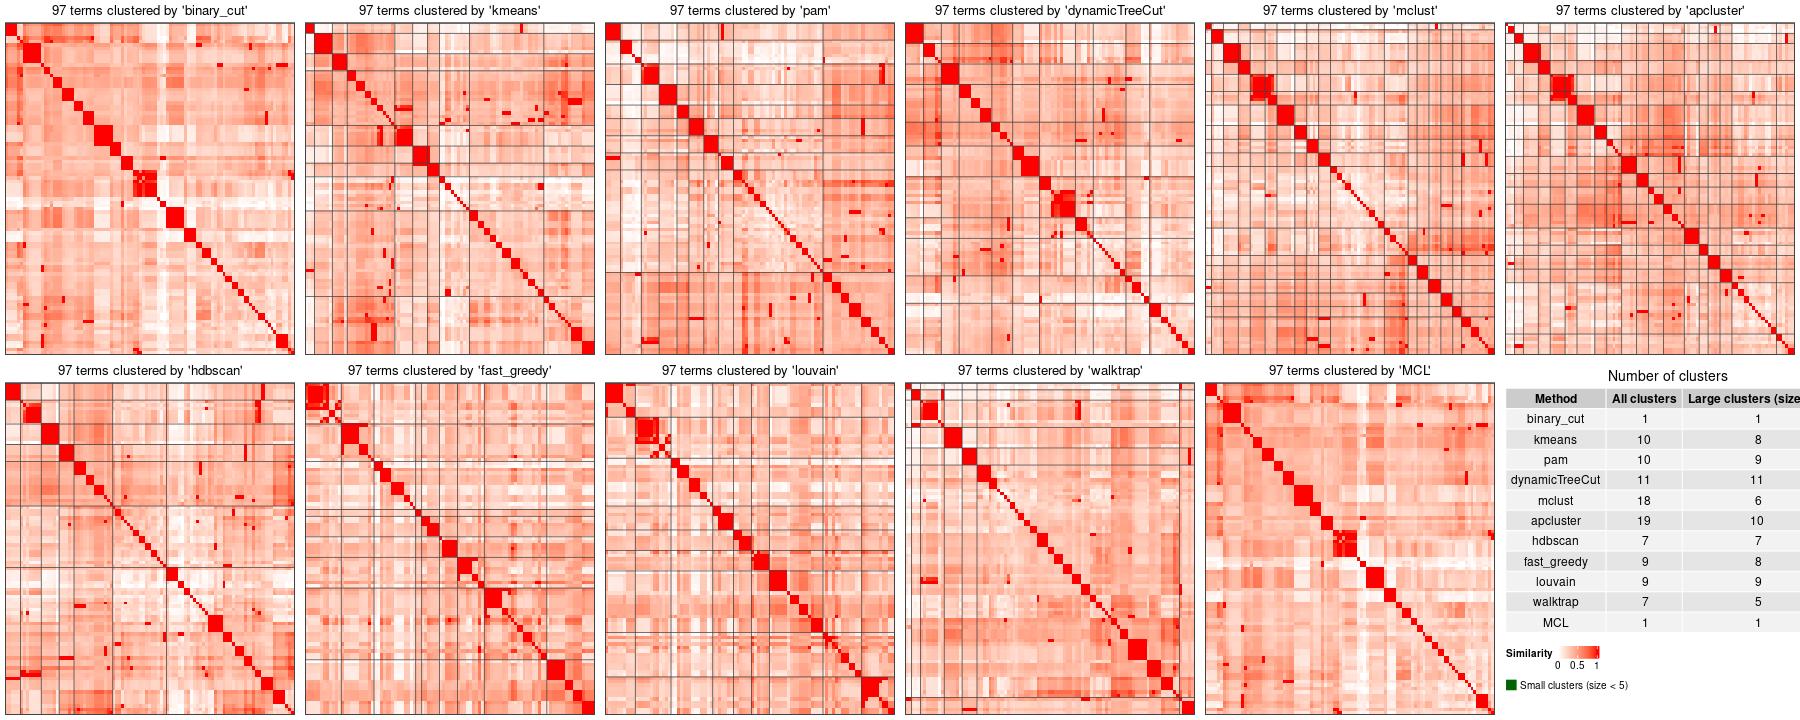 97 terms clustered by 'binary_cut'
97 terms clustered by 'kmeans'
97 terms clustered by 'pam'
97 terms clustered by 'dynamicTreeCut'
97 terms clustered by 'mclust'
97 terms clustered by 'apcluster'
97 terms clustered by 'hdbscan'
97 terms clustered by 'fast_greedy'
97 terms clustered by 'louvain'
97 terms clustered by 'walktrap'
97 terms clustered by 'MCL'
Number of clusters
Method All clusters Large clusters (size
binary_cut 1 1
kmeans 10 8
pam 10 9
dynamicTreeCut 11 11
mclust 18 6
apcluster 19 10
hdbscan 7 7
fast_greedy 9 8
louvain 9 9
walktrap 7 5
MCL 1 1
Similarity
0 0.5 1
Small clusters (size < 5)